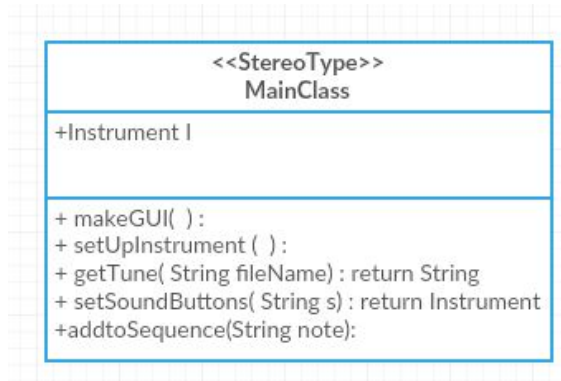 <<StereoType>>
MainClass
+Instrument I
+ makeGUI( ) :
+ setUpInstrument ( ) :
+ getTune( String fileName) : return String
+ setSoundButtons( String s) : return Instrument
+addtoSequence(String note):